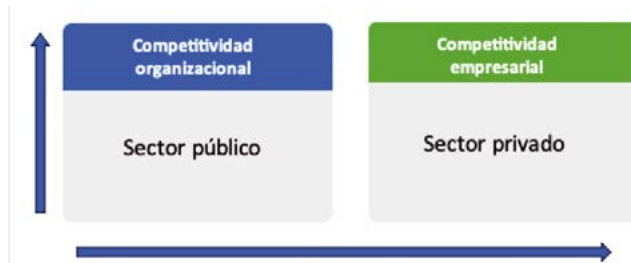 Competitividad
organizacional
Sector público
Competitividad
empresarial
Sector privado